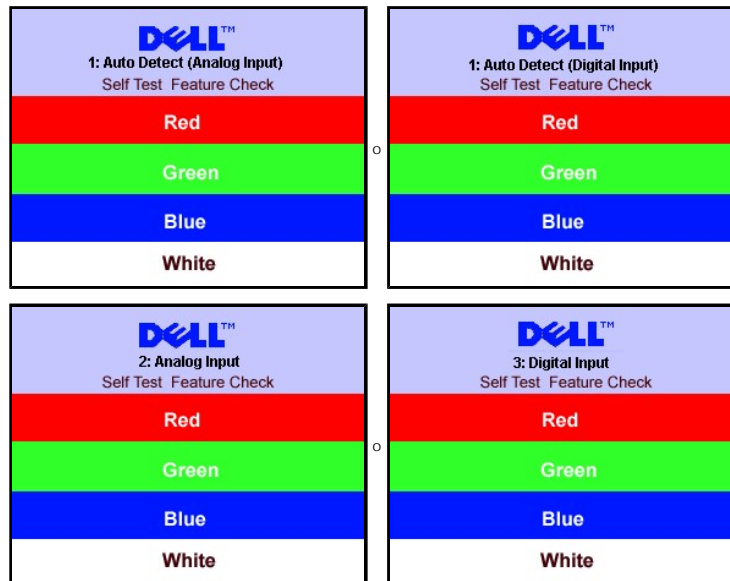 DELL™
1: Auto Detect (Analog Input)
Self Test Feature Check
Red
Green
Blue
White
o
DELL™
1: Auto Detect (Digital Input)
Self Test Feature Check
Red
Green
Blue
White
DELL™
2: Analog Input
Self Test Feature Check
Red
Green
Blue
White
o
DELL™
3: Digital Input
Self Test Feature Check
Red
Green
Blue
White